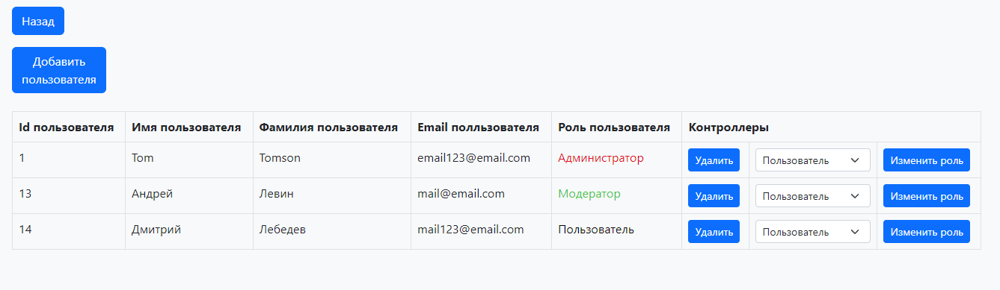 Назад
Добавить
пользователя
Id пользователя Имя пользователя Фамилия пользователя Email полльзователя Роль пользователя Контроллеры
1 Tom Tomson email123@email.com Администратор Удалить Пользователь Изменить роль
13 Андрей Левин mail@email.com Модератор Удалить Пользователь Изменить роль
14 Дмитрий Лебедев mail123@email.com Пользователь Удалить Пользователь Изменить роль